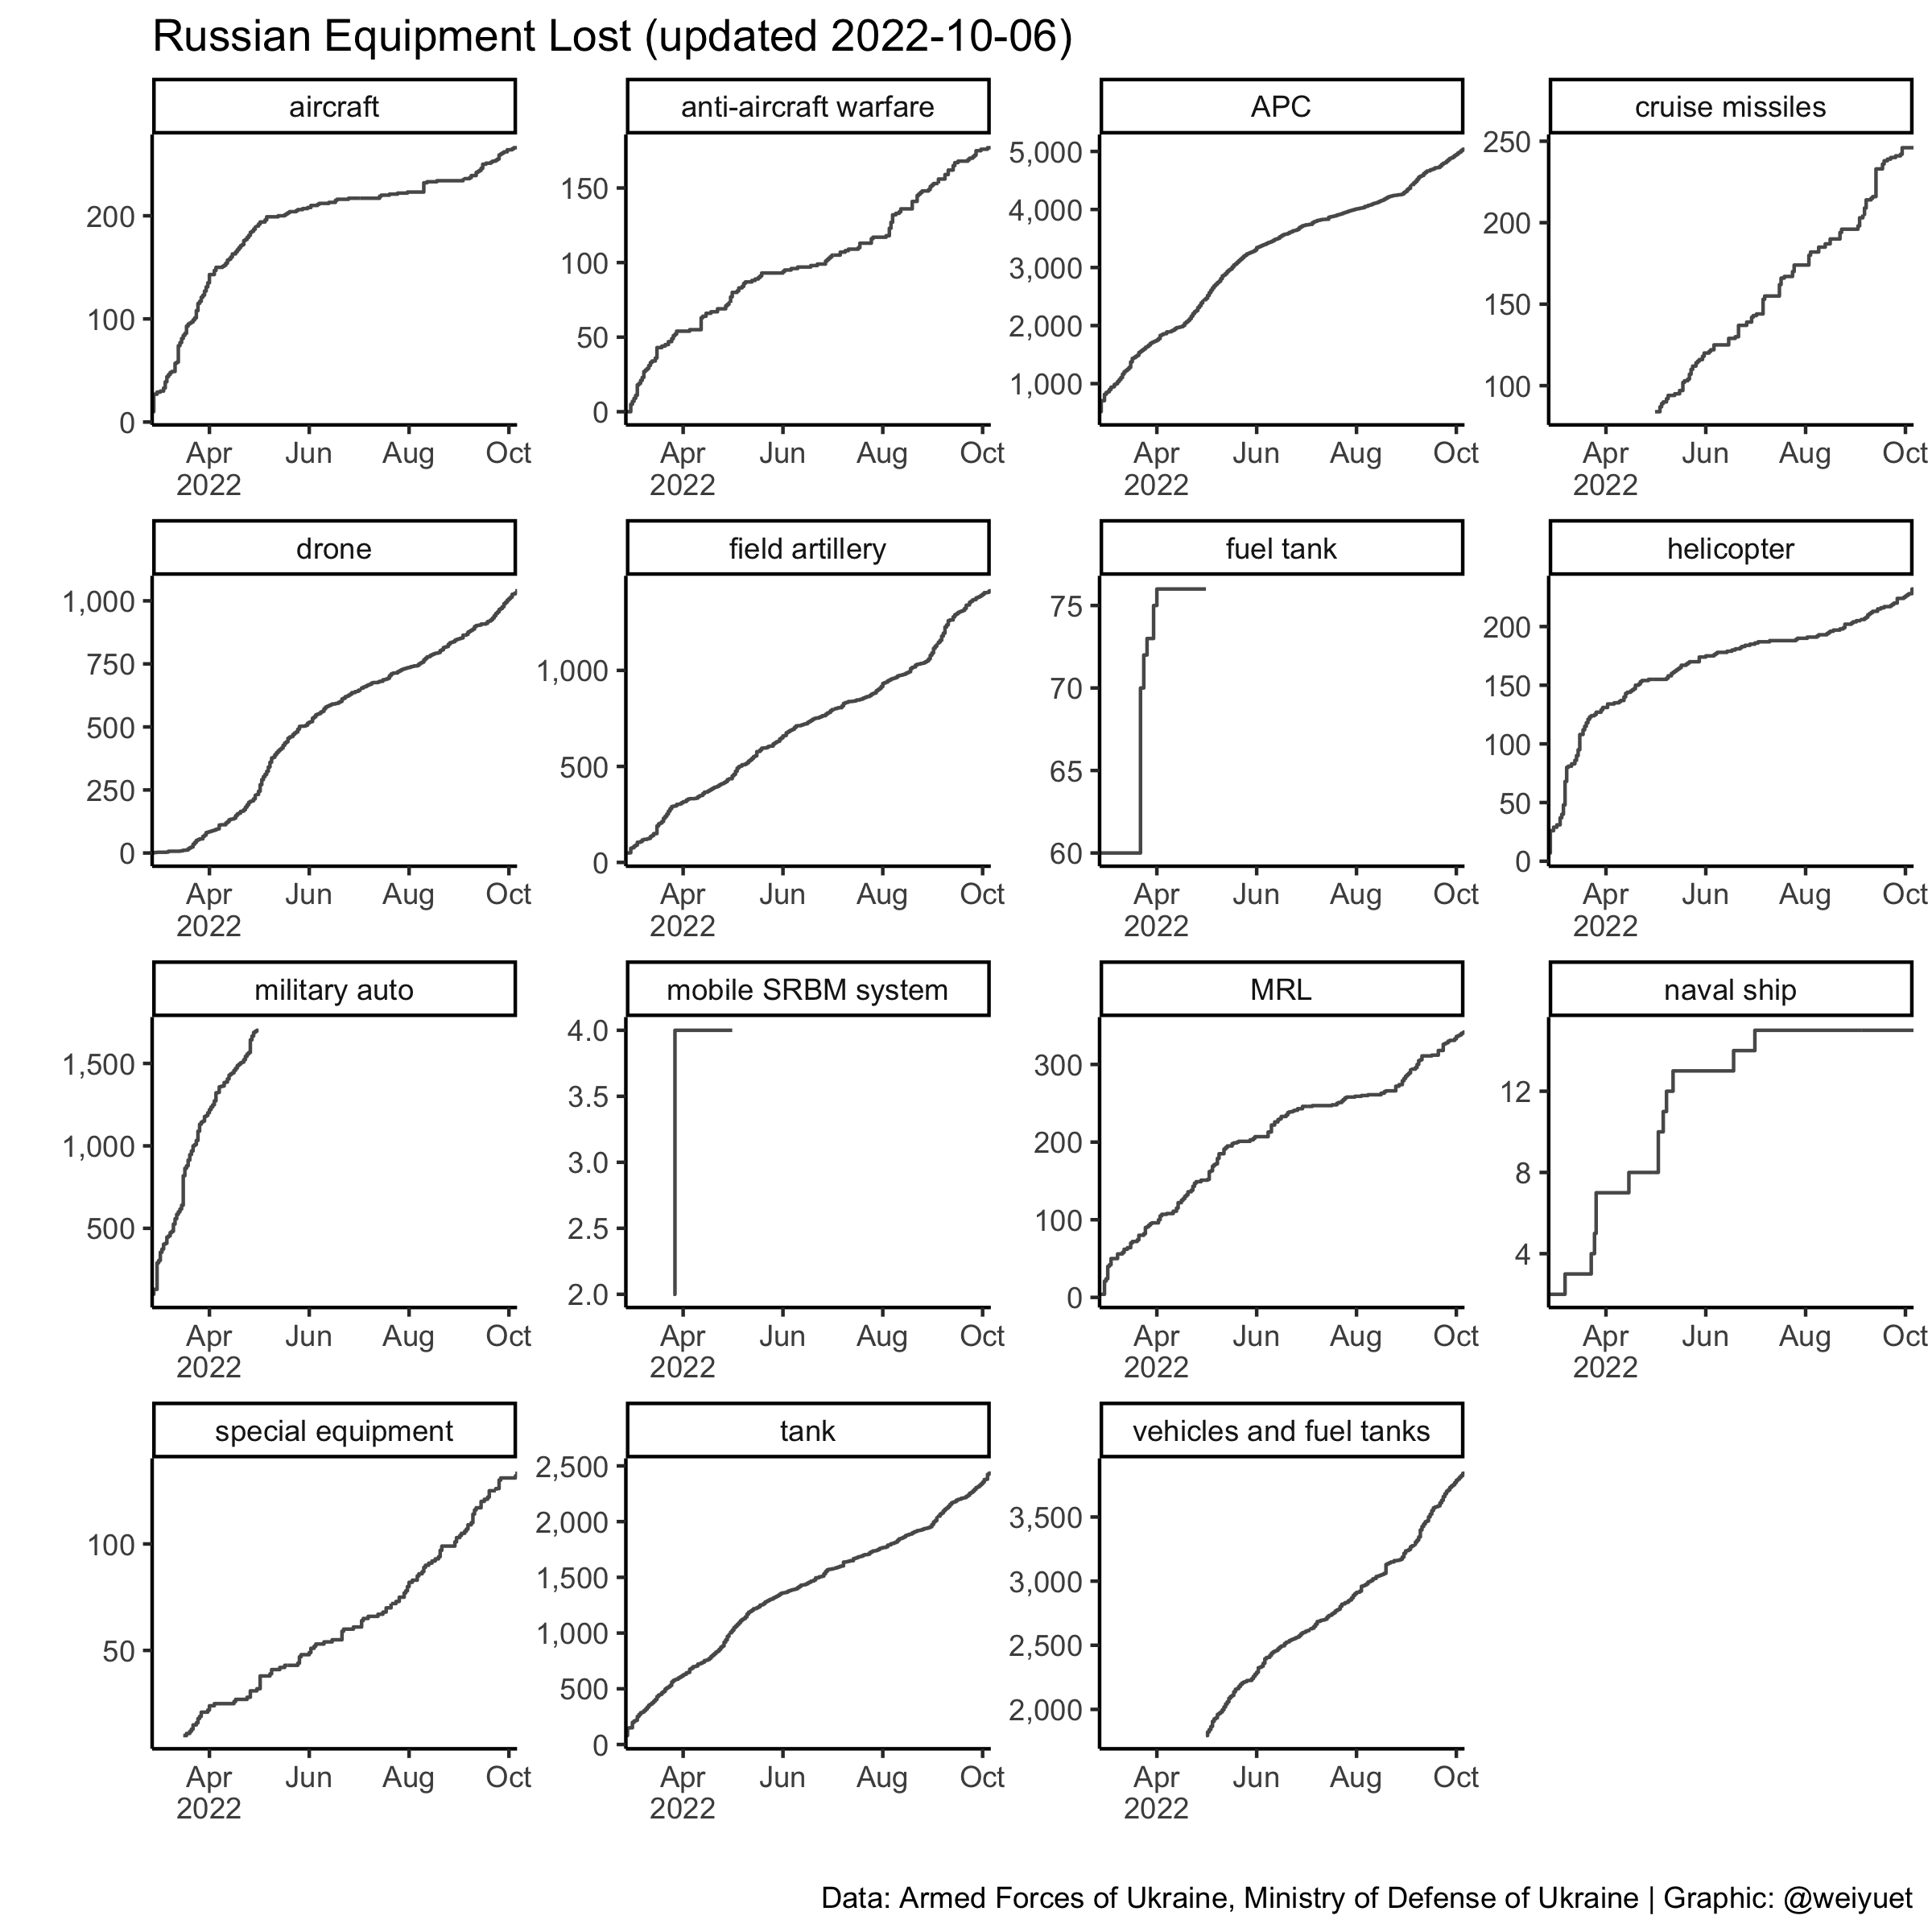 Russian Equipment Lost (updated 2022-10-06)
aircraft
200
100
0
Apr Jun Aug Oct
2022
anti-aircraft warfare
150
100
50
0
Apr Jun Aug Oct
2022
APC
5,000
4,000
3,000
2,000
1,000
Apr Jun Aug Oct
2022
cruise missiles
250
200
150
100
Apr Jun Aug Oct
2022
drone
1,000
750
500
250
0
Apr Jun Aug Oct
2022
field artillery
1,000
500
0
Apr Jun Aug Oct
2022
fuel tank
75
70
65
60
Apr Jun Aug Oct
2022
helicopter
200
150
100
50
0
Apr Jun Aug Oct
2022
military auto
1,500
1,000
500
Apr Jun Aug Oct
2022
mobile SRBM system
4.0
3.5
3.0
2.5
2.0
Apr Jun Aug Oct
2022
MRL
300
200
100
0
Apr Jun Aug Oct
2022
naval ship
12
8
4
Apr Jun Aug Oct
2022
special equipment
100
50
Apr Jun Aug Oct
2022
tank
2,500
2,000
1,500
1,000
500
0
Apr Jun Aug Oct
2022
vehicles and fuel tanks
3,500
3,000
2,500
2,000
Apr Jun Aug Oct
2022
Data: Armed Forces of Ukraine, Ministry of Defense of Ukraine | Graphic: @weiyuet